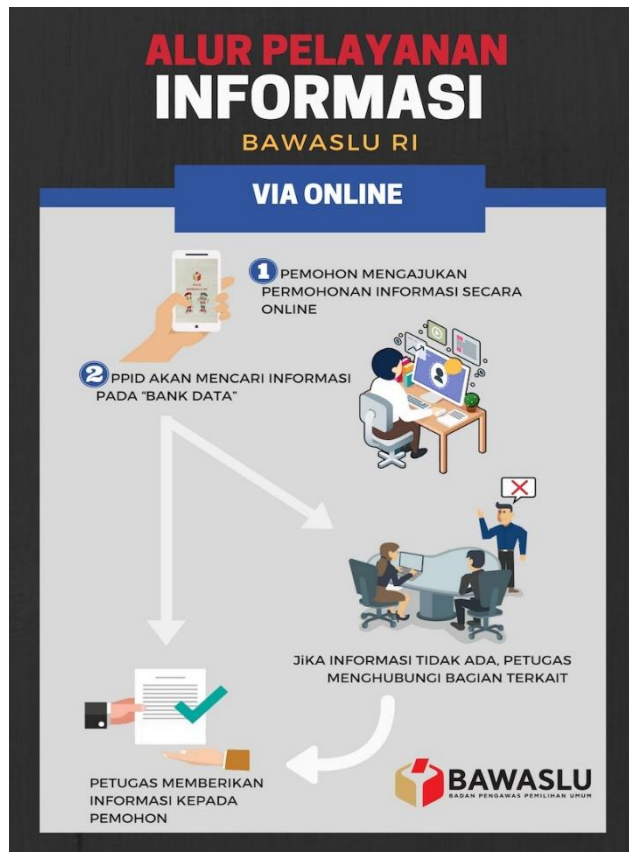 ALUR PELAYANAN
INFORMASI
BAWASLU RI
VIA ONLINE
1 PEMOHON MENGAJUKAN
PERMOHONAN INFORMASI SECARA
ONLINE
2 PPID AKAN MENCARI INFORMASI
PADA “BANK DATA”
JiKA INFORMASI TIDAK ADA, PETUGAS
MENGHUBUNGI BAGIAN TERKAIT
PETUGAS MEMBERIKAN
INFORMASI KEPADA
PEMOHON
BAWASLU
BADAN PENGAWAS PEMILIHAN UMUM